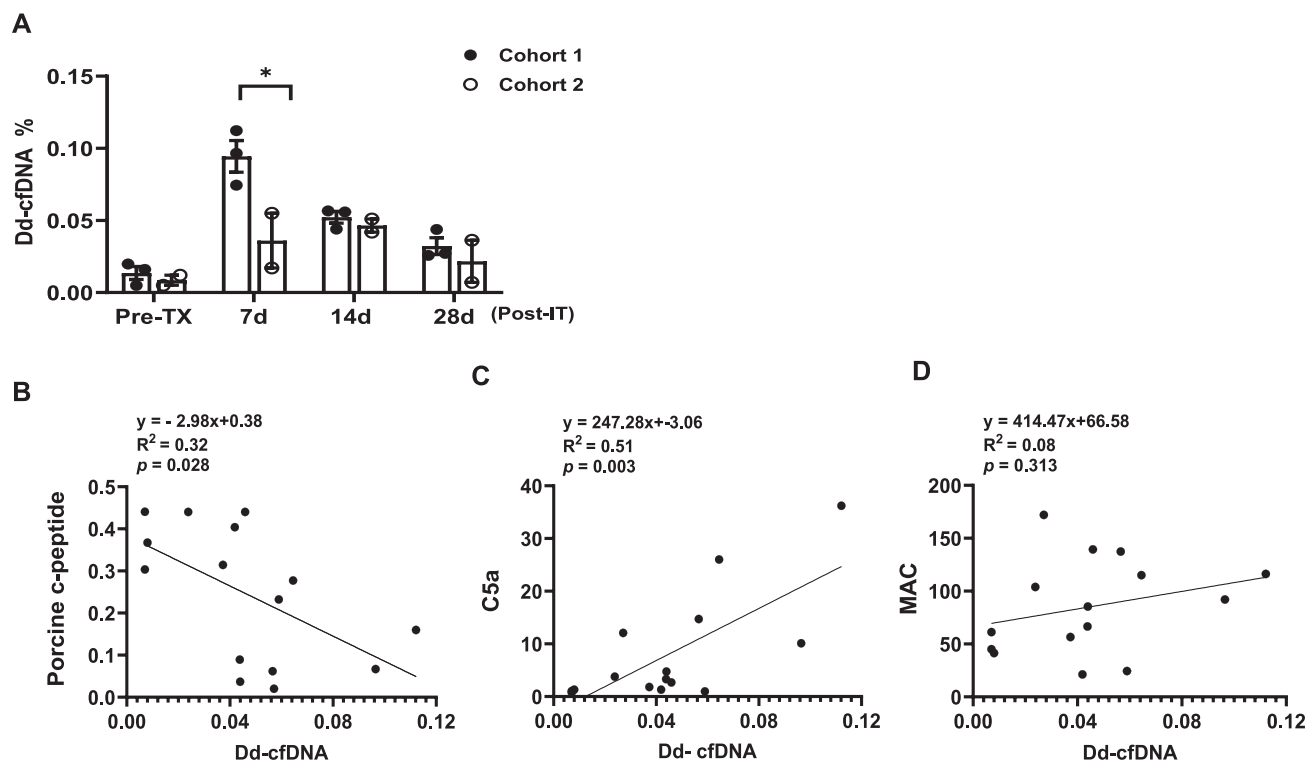 A
Cohort 1
Cohort 2
*
0.15
0.10
0.05
0.00
Dd-cfDNA %
Pre-TX 7d 14d 28d (Post-IT)
B
y = - 2.98x+0.38
R² = 0.32
p = 0.028
0.5
0.4
0.3
0.2
0.1
0.0
Porcine c-peptide
0.00 0.04 0.08 0.12
Dd-cfDNA
C
y = 247.28x+-3.06
R² = 0.51
p = 0.003
40
30
20
10
0
C5a
0.00 0.04 0.08 0.12
Dd- cfDNA
D
y = 414.47x+66.58
R² = 0.08
p = 0.313
200
150
100
50
0
MAC
0.00 0.04 0.08 0.12
Dd-cfDNA